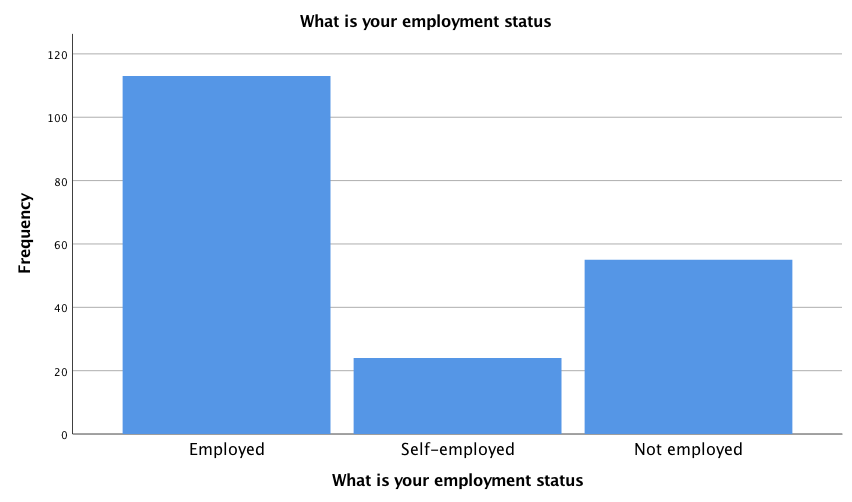 What is your employment status
Frequency
120
100
80
60
40
20
0
Employed Self-employed Not employed
What is your employment status